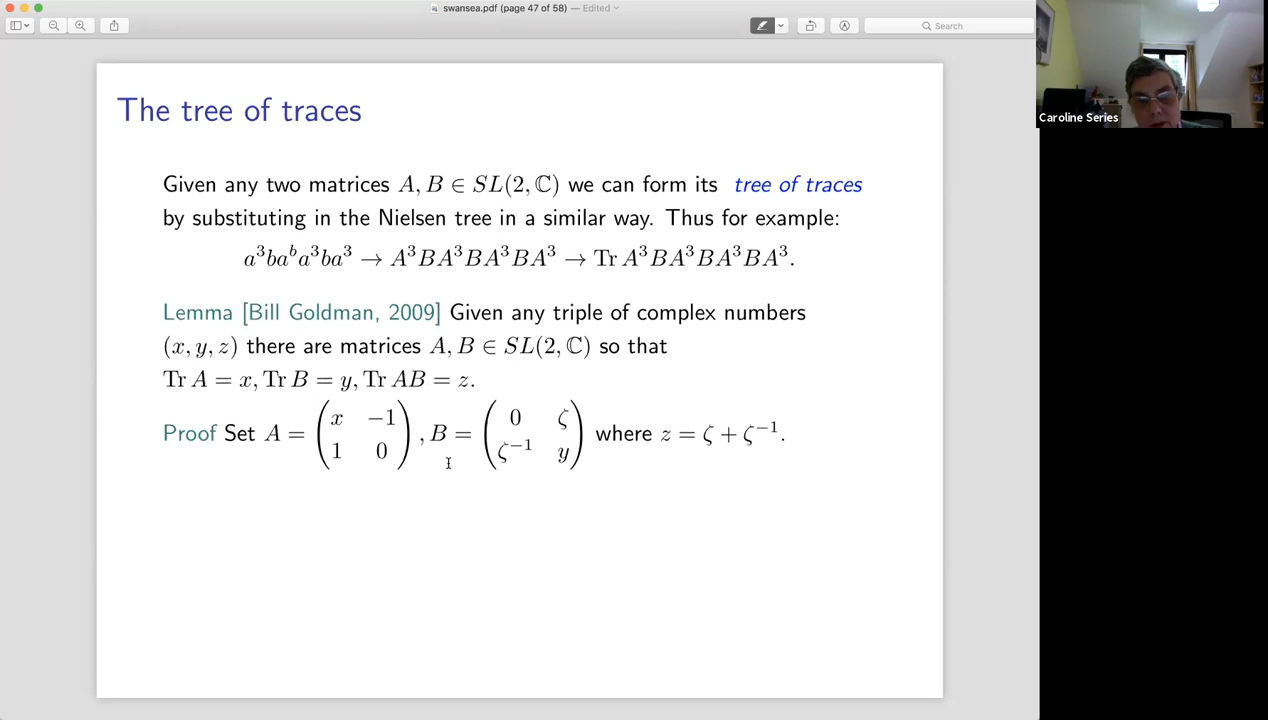 swansea.pdf (page 47 of 58) — Edited
Search
Caroline Series
The tree of traces
Given any two matrices A, B ∈ SL(2, ℂ) we can form its tree of traces
by substituting in the Nielsen tree in a similar way. Thus for example:
a³baᵇa³ba³ → A³BA³BA³BA³ → Tr A³BA³BA³BA³.
Lemma [Bill Goldman, 2009] Given any triple of complex numbers
(x, y, z) there are matrices A, B ∈ SL(2, ℂ) so that
Tr A = x, Tr B = y, Tr AB = z.
Proof Set A = (x −1; 1 0), B = (0 ζ; ζ⁻¹ y) where z = ζ + ζ⁻¹.